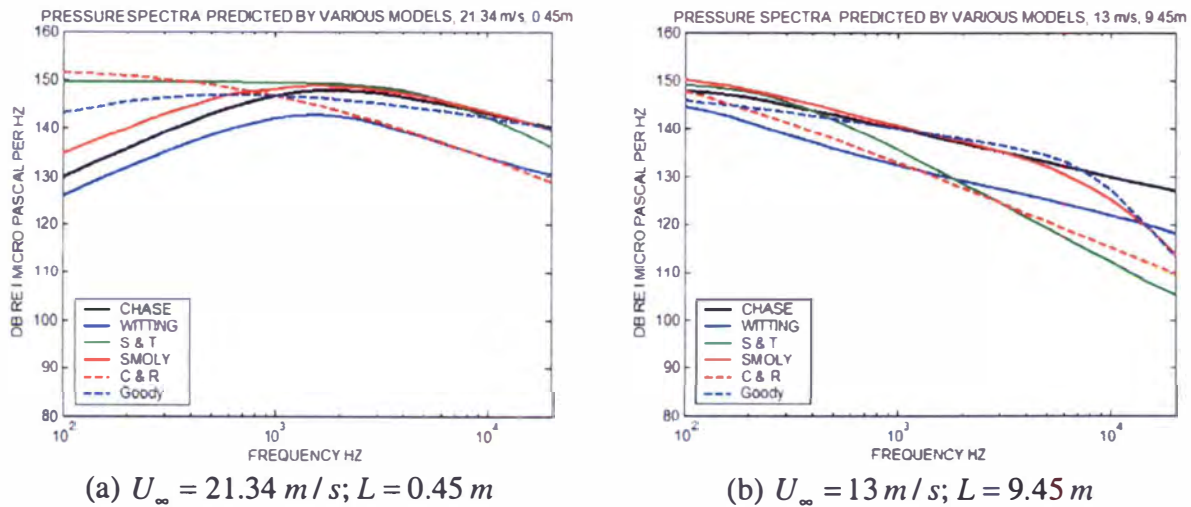 PRESSURE SPECTRA PREDICTED BY VARIOUS MODELS, 21.34 m/s, 0 45m
160
150
140
130
120
110
100
90
80
DB RE I MICRO PASCAL PER HZ
CHASE
WITTING
S & T
SMOLY
C & R
Goody
10^2
10^3
10^4
FREQUENCY HZ
(a) U_∞ = 21.34 m/s; L = 0.45 m
PRESSURE SPECTRA PREDICTED BY VARIOUS MODELS, 13 m/s, 9 45m
160
150
140
130
120
110
100
90
80
DB RE I MICRO PASCAL PER HZ
CHASE
WITTING
S & T
SMOLY
C & R
Goody
10^2
10^3
10^4
FREQUENCY HZ
(b) U_∞ = 13 m/s; L = 9.45 m